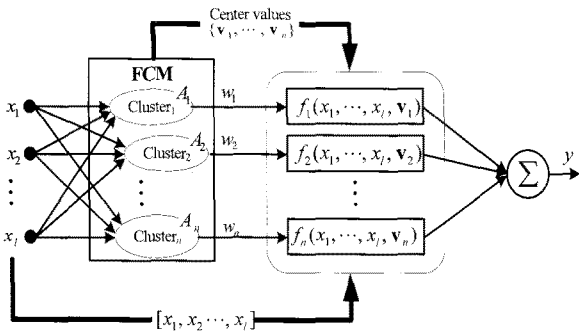 Center values
{v₁, ⋯, vₙ}
FCM
x₁
Cluster₁ A₁
w₁
f₁(x₁, ⋯, xₗ, v₁)
x₂
Cluster₂ A₂
w₂
f₂(x₁, ⋯, xₗ, v₂)
∑
y
⋮
⋮
⋮
xₗ
Clusterₙ Aₙ
wₙ
fₙ(x₁, ⋯, xₗ, vₙ)
[x₁, x₂ ⋯, xₗ]